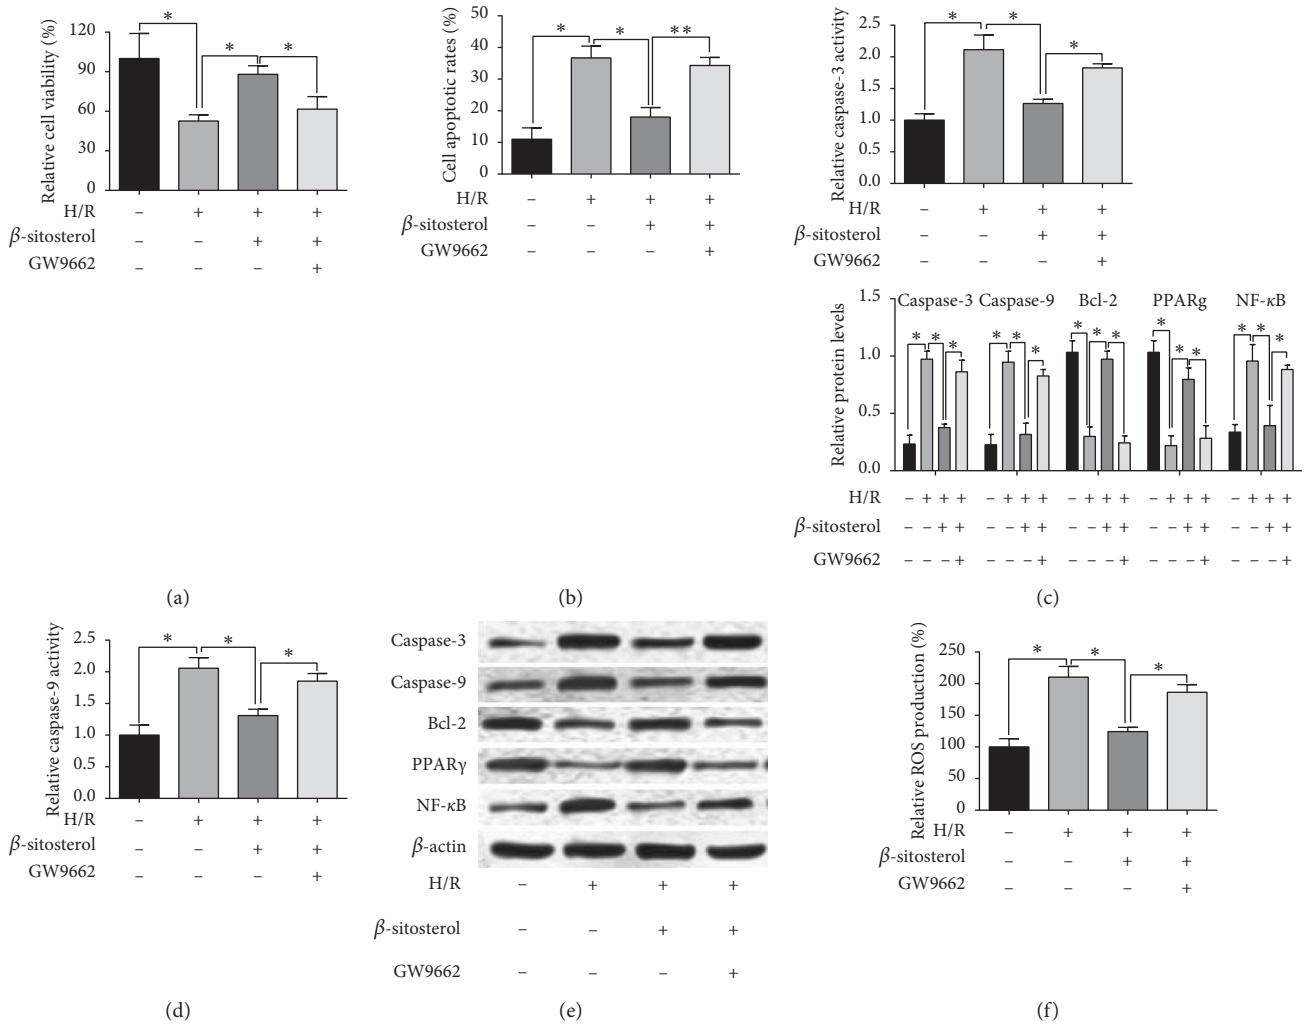 Relative cell viability (%)
120
90
60
30
0
* * *
H/R – + + +
β-sitosterol – – + +
GW9662 – – – +
(a)
Cell apoptotic rates (%)
50
40
30
20
10
0
* * **
H/R – + + +
β-sitosterol – – + +
GW9662 – – – +
(b)
Relative caspase-3 activity
2.5
2.0
1.5
1.0
0.5
0.0
* * *
H/R – + + +
β-sitosterol – – + +
GW9662 – – – +
Relative protein levels
1.5
1.0
0.5
0.0
Caspase-3 Caspase-9 Bcl-2 PPARg NF-κB
* * * * * * * * * * * * * * *
H/R – + + + – + + + – + + + – + + + – + + +
β-sitosterol – – + + – – + + – – + + – – + + – – + +
GW9662 – – – + – – – + – – – + – – – + – – – +
(c)
Relative caspase-9 activity
2.5
2.0
1.5
1.0
0.5
0.0
* * *
H/R – + + +
β-sitosterol – – + +
GW9662 – – – +
(d)
Caspase-3
Caspase-9
Bcl-2
PPARγ
NF-κB
β-actin
H/R – + + +
β-sitosterol – – + +
GW9662 – – – +
(e)
Relative ROS production (%)
250
200
150
100
50
0
* * *
H/R – + + +
β-sitosterol – – + +
GW9662 – – – +
(f)